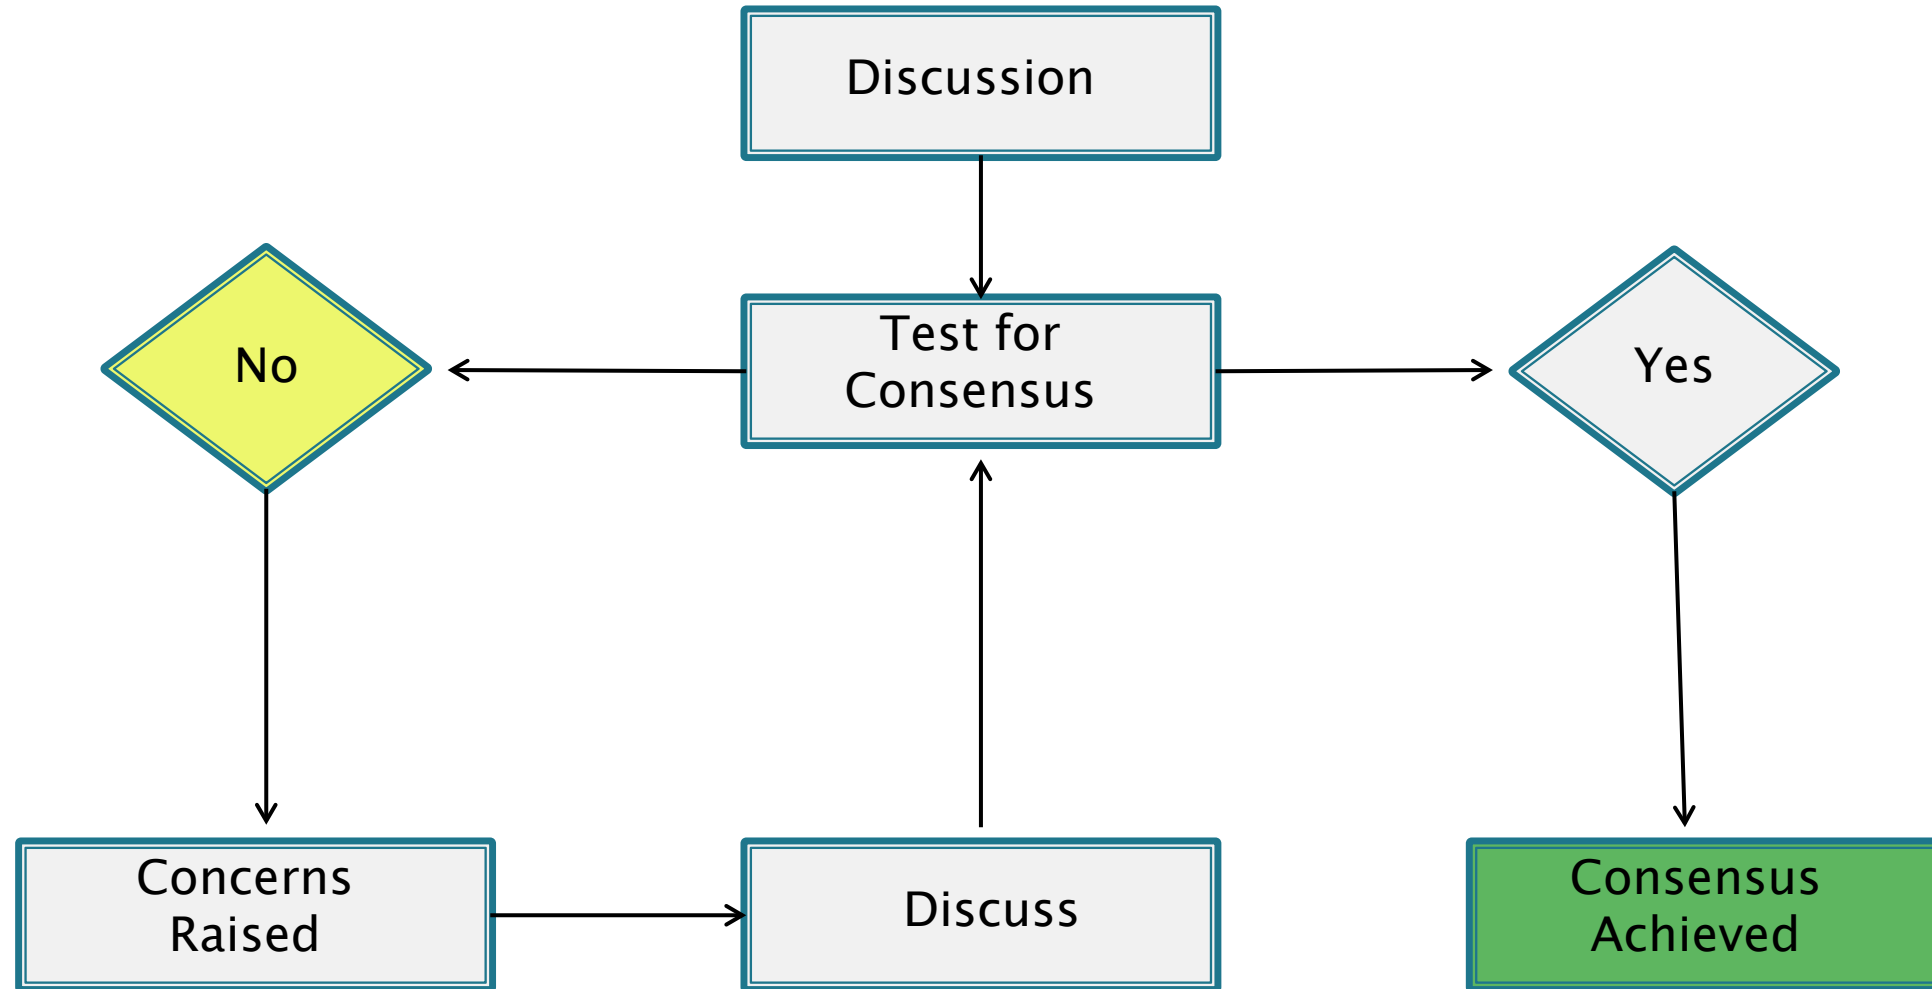 Discussion
No
Test for
Consensus
Yes
Concerns
Raised
Discuss
Consensus
Achieved